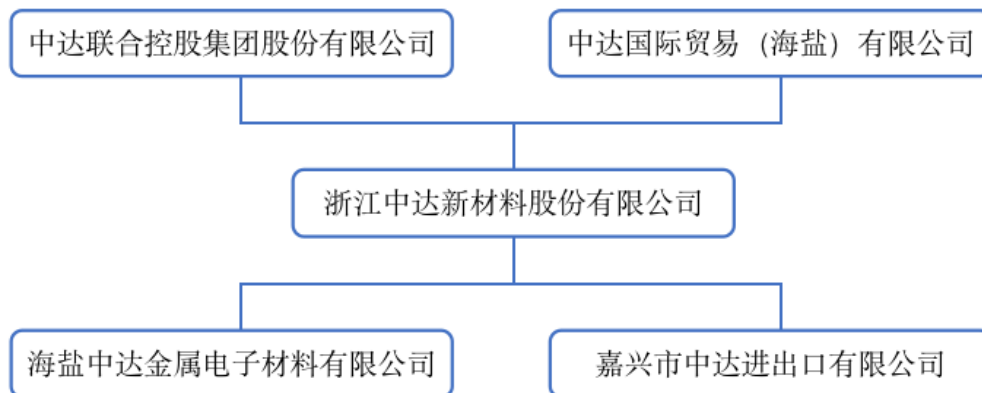 中达联合控股集团股份有限公司
中达国际贸易（海盐）有限公司
浙江中达新材料股份有限公司
海盐中达金属电子材料有限公司
嘉兴市中达进出口有限公司